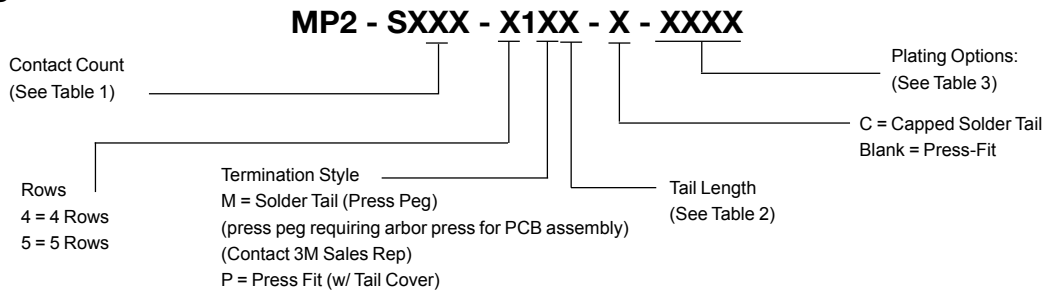 MP2 - SXXX - X1XX - X - XXXX
Contact Count
(See Table 1)
Plating Options:
(See Table 3)
C = Capped Solder Tail
Blank = Press-Fit
Rows
4 = 4 Rows
5 = 5 Rows
Termination Style
M = Solder Tail (Press Peg)
(press peg requiring arbor press for PCB assembly)
(Contact 3M Sales Rep)
P = Press Fit (w/ Tail Cover)
Tail Length
(See Table 2)